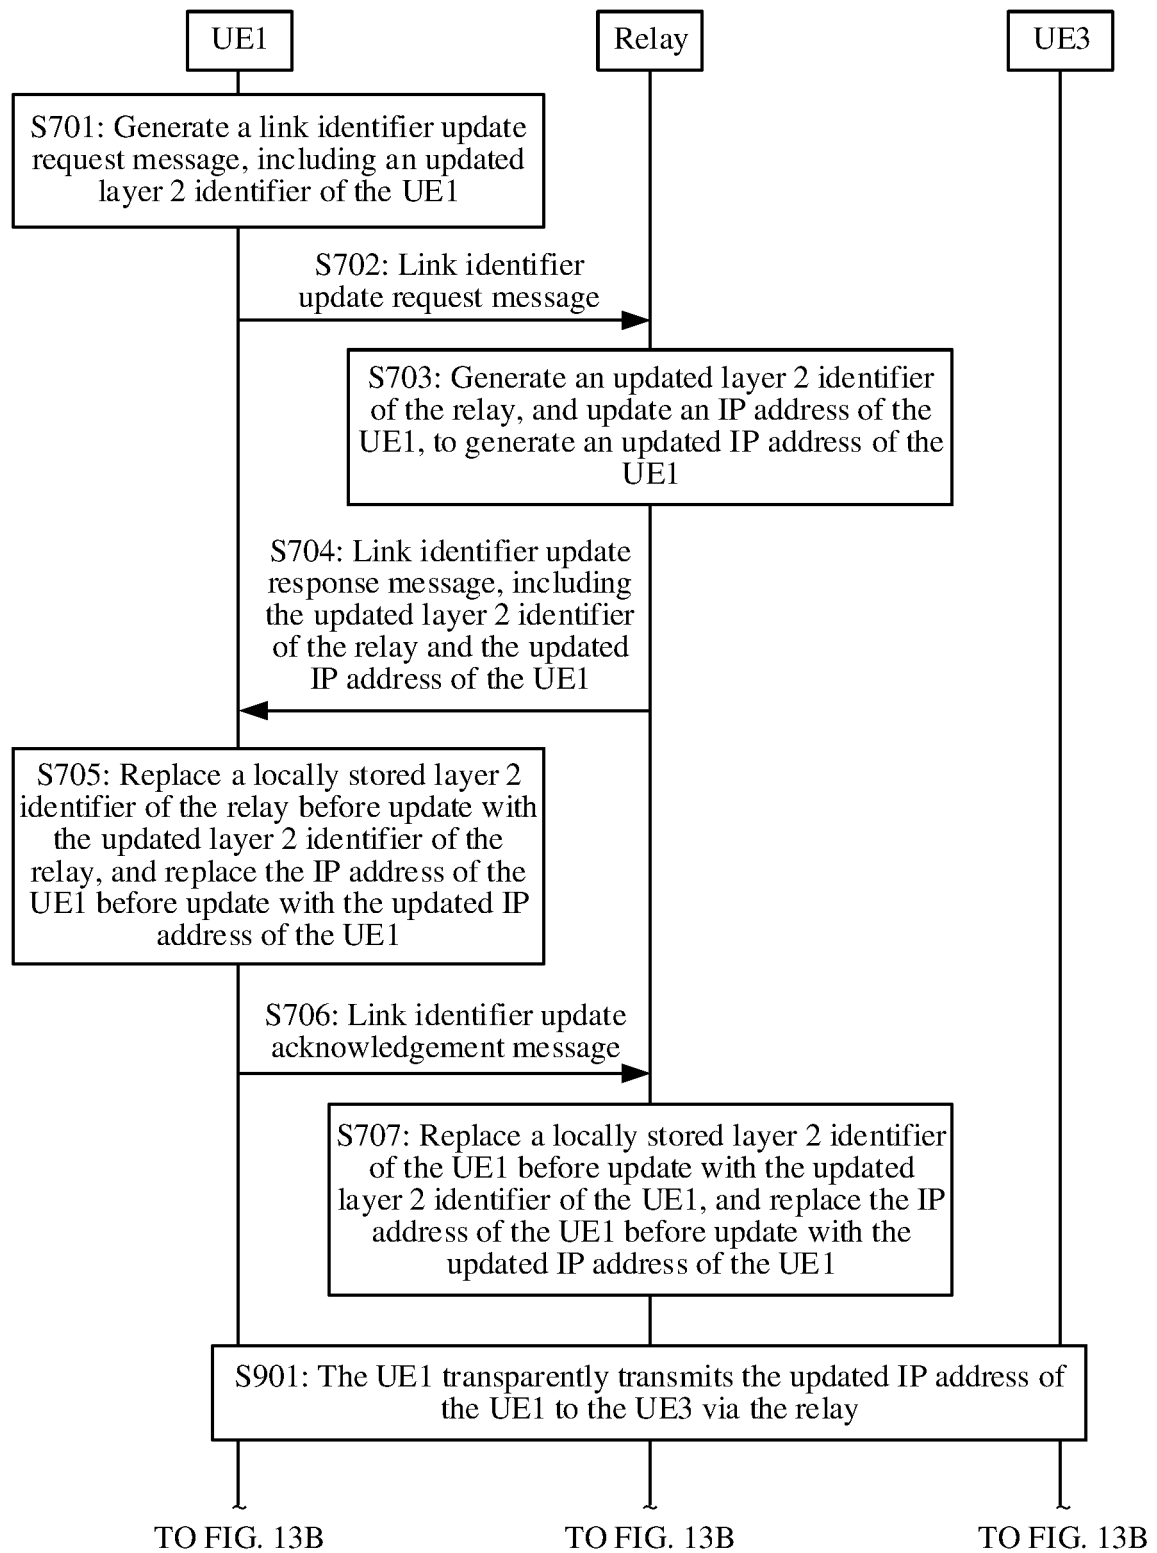 UE1
Relay
UE3
S701: Generate a link identifier update
request message, including an updated
layer 2 identifier of the UE1
S702: Link identifier
update request message
S703: Generate an updated layer 2 identifier
of the relay, and update an IP address of the
UE1, to generate an updated IP address of the
UE1
S704: Link identifier update
response message, including
the updated layer 2 identifier
of the relay and the updated
IP address of the UE1
S705: Replace a locally stored layer 2
identifier of the relay before update with
the updated layer 2 identifier of the
relay, and replace the IP address of the
UE1 before update with the updated IP
address of the UE1
S706: Link identifier update
acknowledgement message
S707: Replace a locally stored layer 2 identifier
of the UE1 before update with the updated
layer 2 identifier of the UE1, and replace the IP
address of the UE1 before update with the
updated IP address of the UE1
S901: The UE1 transparently transmits the updated IP address of
the UE1 to the UE3 via the relay
TO FIG. 13B
TO FIG. 13B
TO FIG. 13B